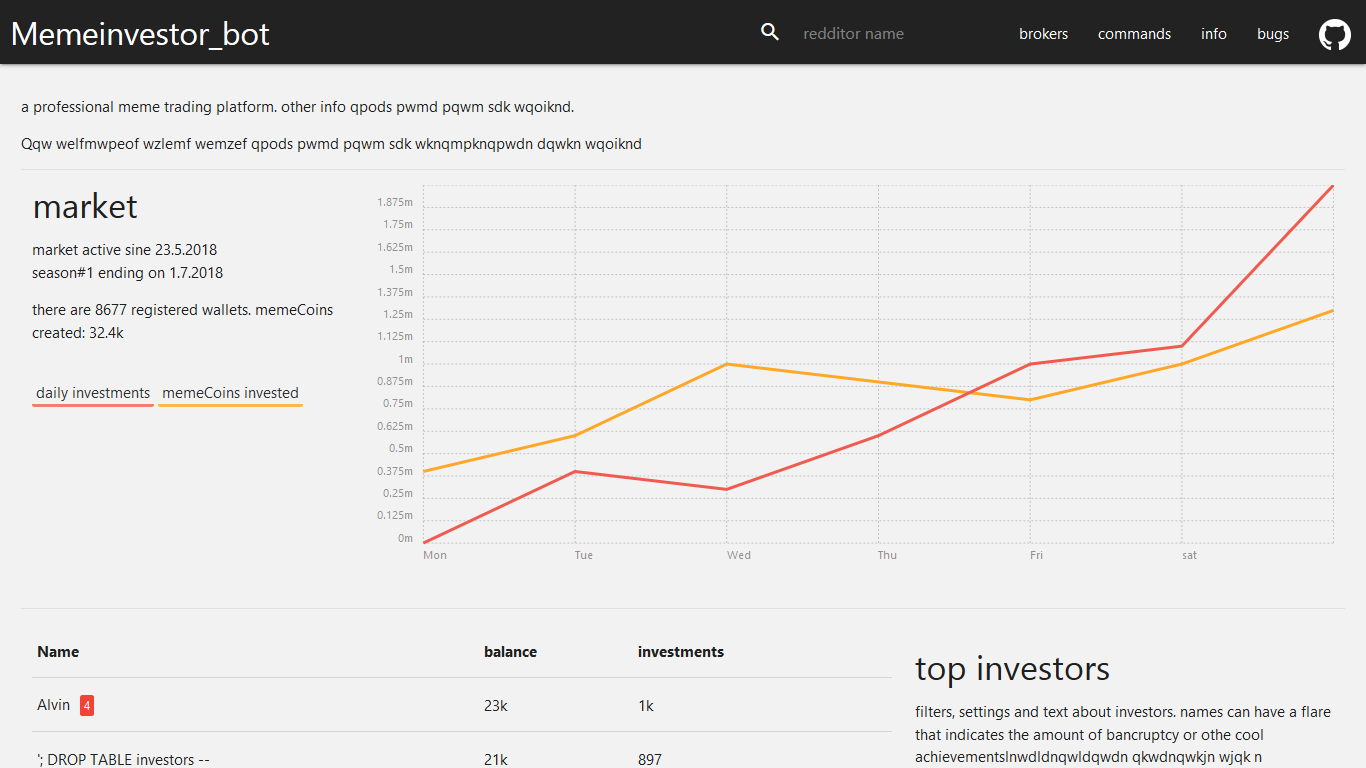 Memeinvestor_bot
redditor name
brokers
commands
info
bugs
a professional meme trading platform. other info qpods pwmd pqwm sdk wqoiknd.
Qqw welfmwpeof wzlemf wemzef qpods pwmd pqwm sdk wknqmpknqpwdn dqwkn wqoiknd
market
market active sine 23.5.2018
season#1 ending on 1.7.2018
there are 8677 registered wallets. memeCoins
created: 32.4k
daily investments memeCoins invested
1.875m
1.75m
1.625m
1.5m
1.375m
1.25m
1.125m
1m
0.875m
0.75m
0.625m
0.5m
0.375m
0.25m
0.125m
0m
Mon Tue Wed Thu Fri sat
Name balance investments
Alvin 4 23k 1k
'; DROP TABLE investors -- 21k 897
top investors
filters, settings and text about investors. names can have a flare
that indicates the amount of bancruptcy or othe cool
achievementslnwdldnqwldqwdn qkwdnqwkjn wjqk n